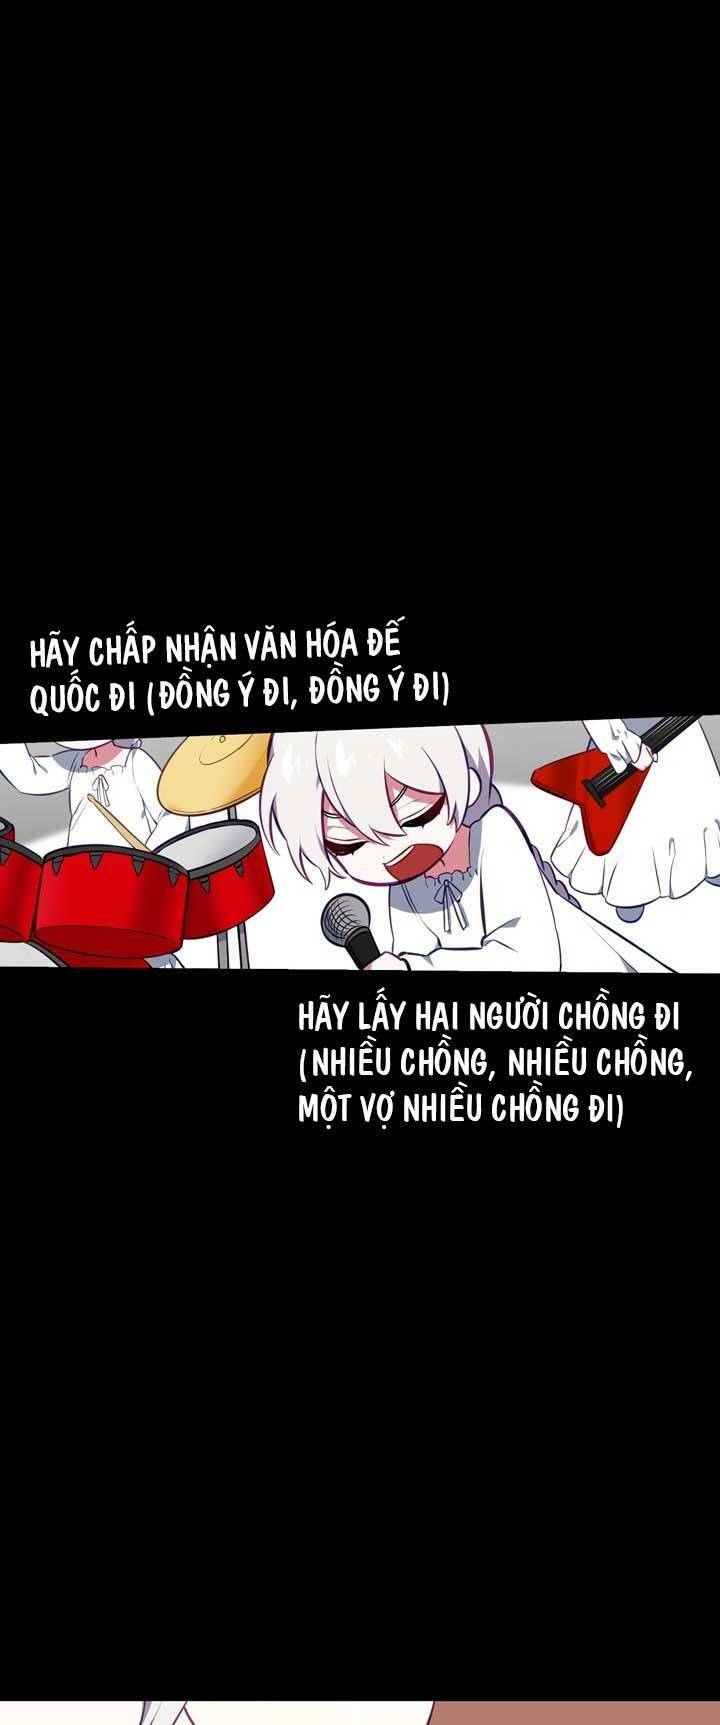 HÃY CHẤP NHẬN VĂN HÓA ĐẾ
QUỐC ĐI (ĐỒNG Ý ĐI, ĐỒNG Ý ĐI)
HÃY LẤY HAI NGƯỜI CHỒNG ĐI
(NHIỀU CHỒNG, NHIỀU CHỒNG,
MỘT VỢ NHIỀU CHỒNG ĐI)